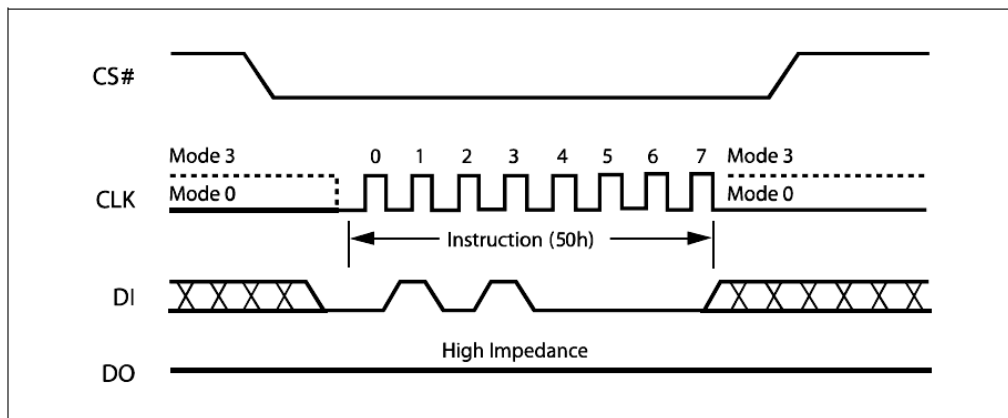 CS#
Mode 3 0 1 2 3 4 5 6 7 Mode 3
CLK Mode 0 Mode 0
Instruction (50h)
DI
High Impedance
DO